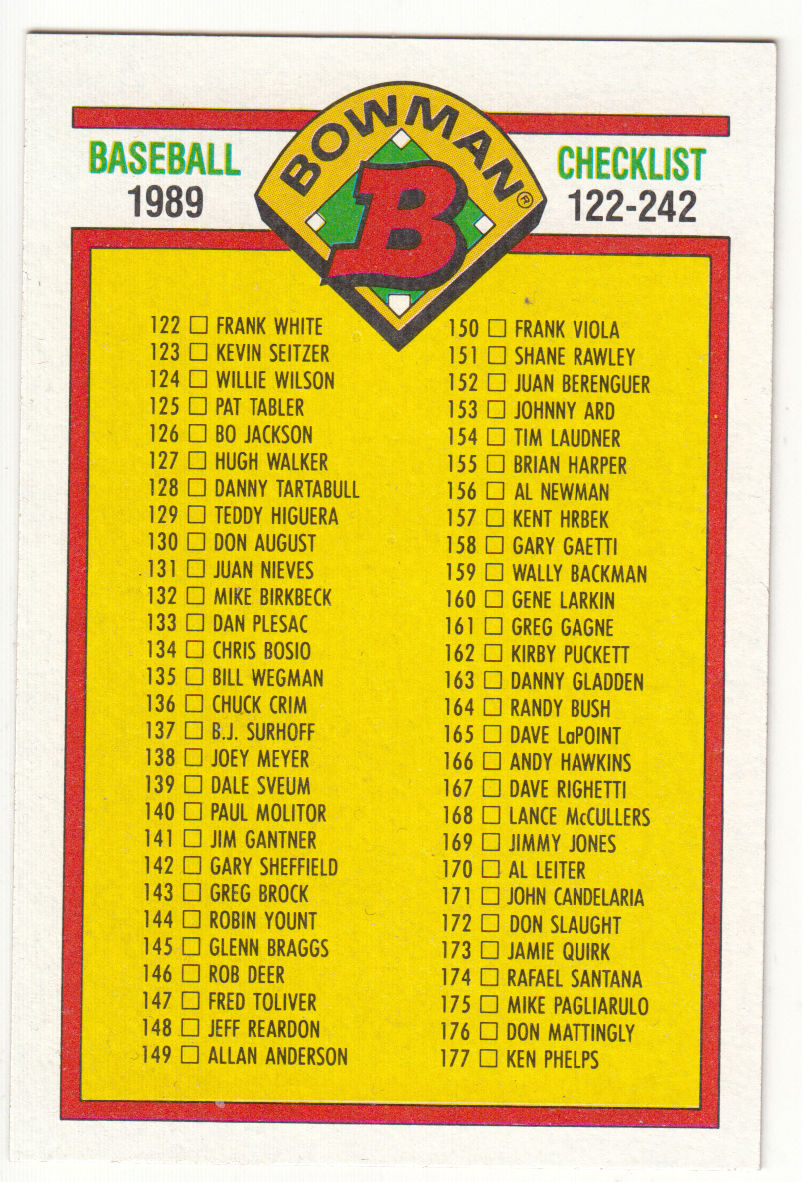 BOWMAN®
B
BASEBALL
1989
CHECKLIST
122-242
122 □ FRANK WHITE
123 □ KEVIN SEITZER
124 □ WILLIE WILSON
125 □ PAT TABLER
126 □ BO JACKSON
127 □ HUGH WALKER
128 □ DANNY TARTABULL
129 □ TEDDY HIGUERA
130 □ DON AUGUST
131 □ JUAN NIEVES
132 □ MIKE BIRKBECK
133 □ DAN PLESAC
134 □ CHRIS BOSIO
135 □ BILL WEGMAN
136 □ CHUCK CRIM
137 □ B.J. SURHOFF
138 □ JOEY MEYER
139 □ DALE SVEUM
140 □ PAUL MOLITOR
141 □ JIM GANTNER
142 □ GARY SHEFFIELD
143 □ GREG BROCK
144 □ ROBIN YOUNT
145 □ GLENN BRAGGS
146 □ ROB DEER
147 □ FRED TOLIVER
148 □ JEFF REARDON
149 □ ALLAN ANDERSON
150 □ FRANK VIOLA
151 □ SHANE RAWLEY
152 □ JUAN BERENGUER
153 □ JOHNNY ARD
154 □ TIM LAUDNER
155 □ BRIAN HARPER
156 □ AL NEWMAN
157 □ KENT HRBEK
158 □ GARY GAETTI
159 □ WALLY BACKMAN
160 □ GENE LARKIN
161 □ GREG GAGNE
162 □ KIRBY PUCKETT
163 □ DANNY GLADDEN
164 □ RANDY BUSH
165 □ DAVE LaPOINT
166 □ ANDY HAWKINS
167 □ DAVE RIGHETTI
168 □ LANCE McCULLERS
169 □ JIMMY JONES
170 □ AL LEITER
171 □ JOHN CANDELARIA
172 □ DON SLAUGHT
173 □ JAMIE QUIRK
174 □ RAFAEL SANTANA
175 □ MIKE PAGLIARULO
176 □ DON MATTINGLY
177 □ KEN PHELPS